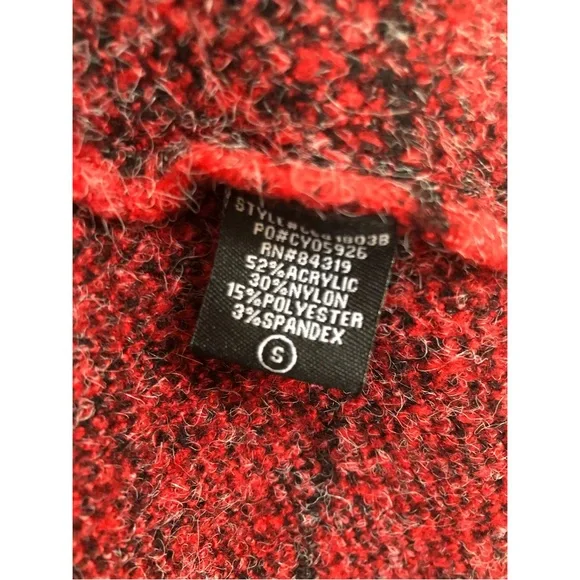 PO#CY05926
RN#84319
52%ACRYLIC
30%NYLON
15%POLYESTER
3%SPANDEX
S